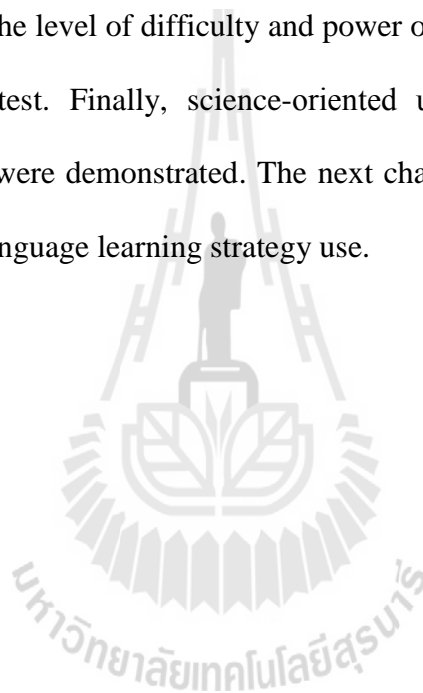 he level of difficulty and power o
test. Finally, science-oriented u
were demonstrated. The next cha
nguage learning strategy use.
มหาวิทยาลัยเทคโนโลยีสุรนารี